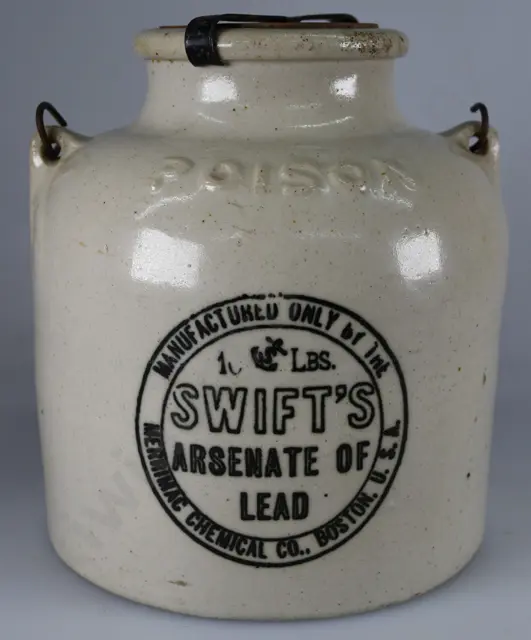 POISON
MANUFACTURED ONLY by THE
LBS.
SWIFT'S
ARSENATE OF
LEAD
MERRIMAC CHEMICAL CO., BOSTON. U. S. A.